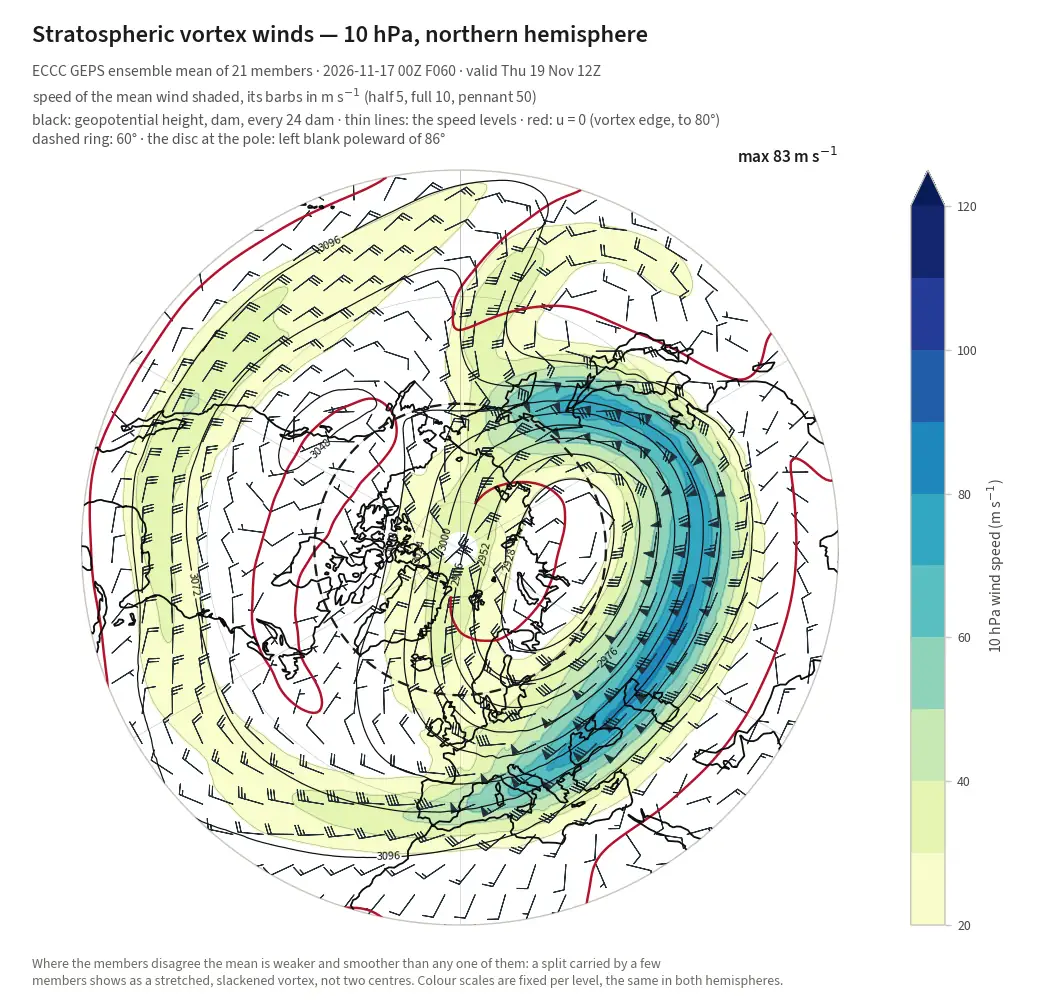 Stratospheric vortex winds — 10 hPa, northern hemisphere
ECCC GEPS ensemble mean of 21 members · 2026-11-17 00Z F060 · valid Thu 19 Nov 12Z
speed of the mean wind shaded, its barbs in m s⁻¹ (half 5, full 10, pennant 50)
black: geopotential height, dam, every 24 dam · thin lines: the speed levels · red: u = 0 (vortex edge, to 80°)
dashed ring: 60° · the disc at the pole: left blank poleward of 86°
max 83 m s⁻¹
120
100
80
60
40
20
10 hPa wind speed (m s⁻¹)
3096
3048
3000
2952
2928
2976
3072
3096
Where the members disagree the mean is weaker and smoother than any one of them: a split carried by a few
members shows as a stretched, slackened vortex, not two centres. Colour scales are fixed per level, the same in both hemispheres.